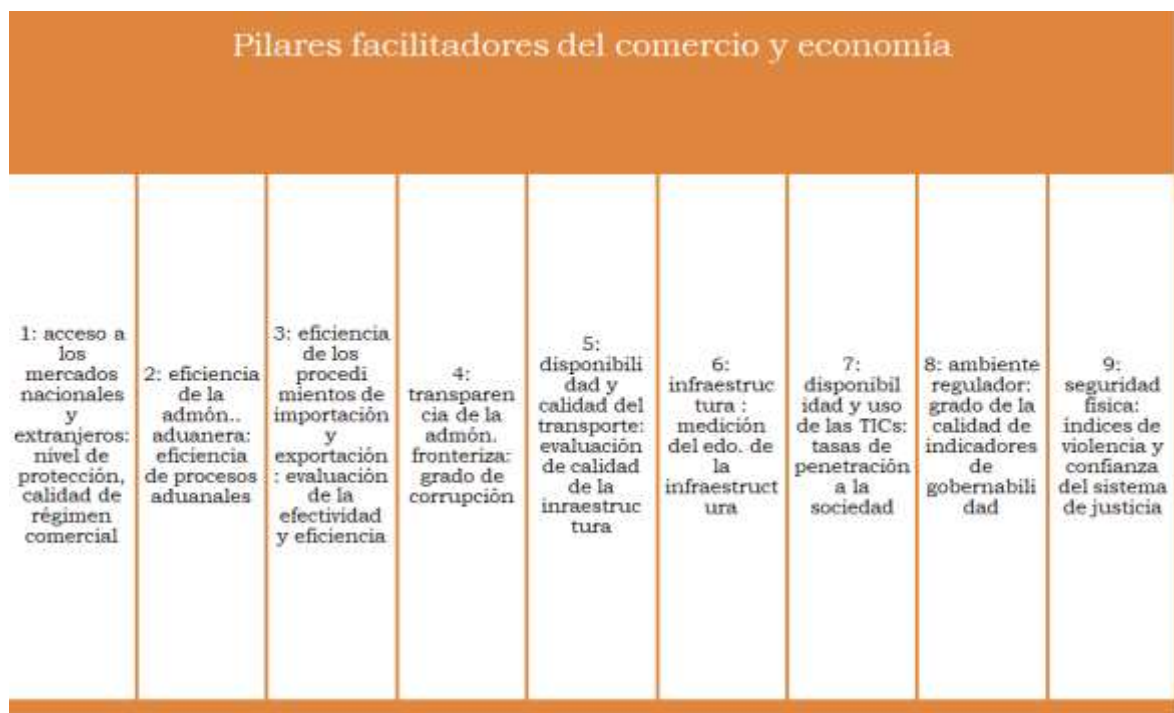 Pilares facilitadores del comercio y economía
1: acceso a
los
mercados
nacionales
y
extranjeros:
nivel de
protección,
calidad de
régimen
comercial
2: eficiencia
de la
admón..
aduanera:
eficiencia
de procesos
aduanales
3: eficiencia
de los
procedi
mientos de
importación
y
exportación
: evaluación
de la
efectividad
y eficiencia
4:
transparen
cia de la
admón.
fronteriza:
grado de
corrupción
5:
disponibili
dad y
calidad del
transporte:
evaluación
de calidad
de la
inraestruc
tura
6:
infraestruc
tura :
medición
del edo. de
la
infraestruct
ura
7:
disponibil
idad y uso
de las TICs:
tasas de
penetración
a la
sociedad
8: ambiente
regulador:
grado de la
calidad de
indicadores
de
gobernabili
dad
9:
seguridad
física:
índices de
violencia y
confianza
del sistema
de justicia